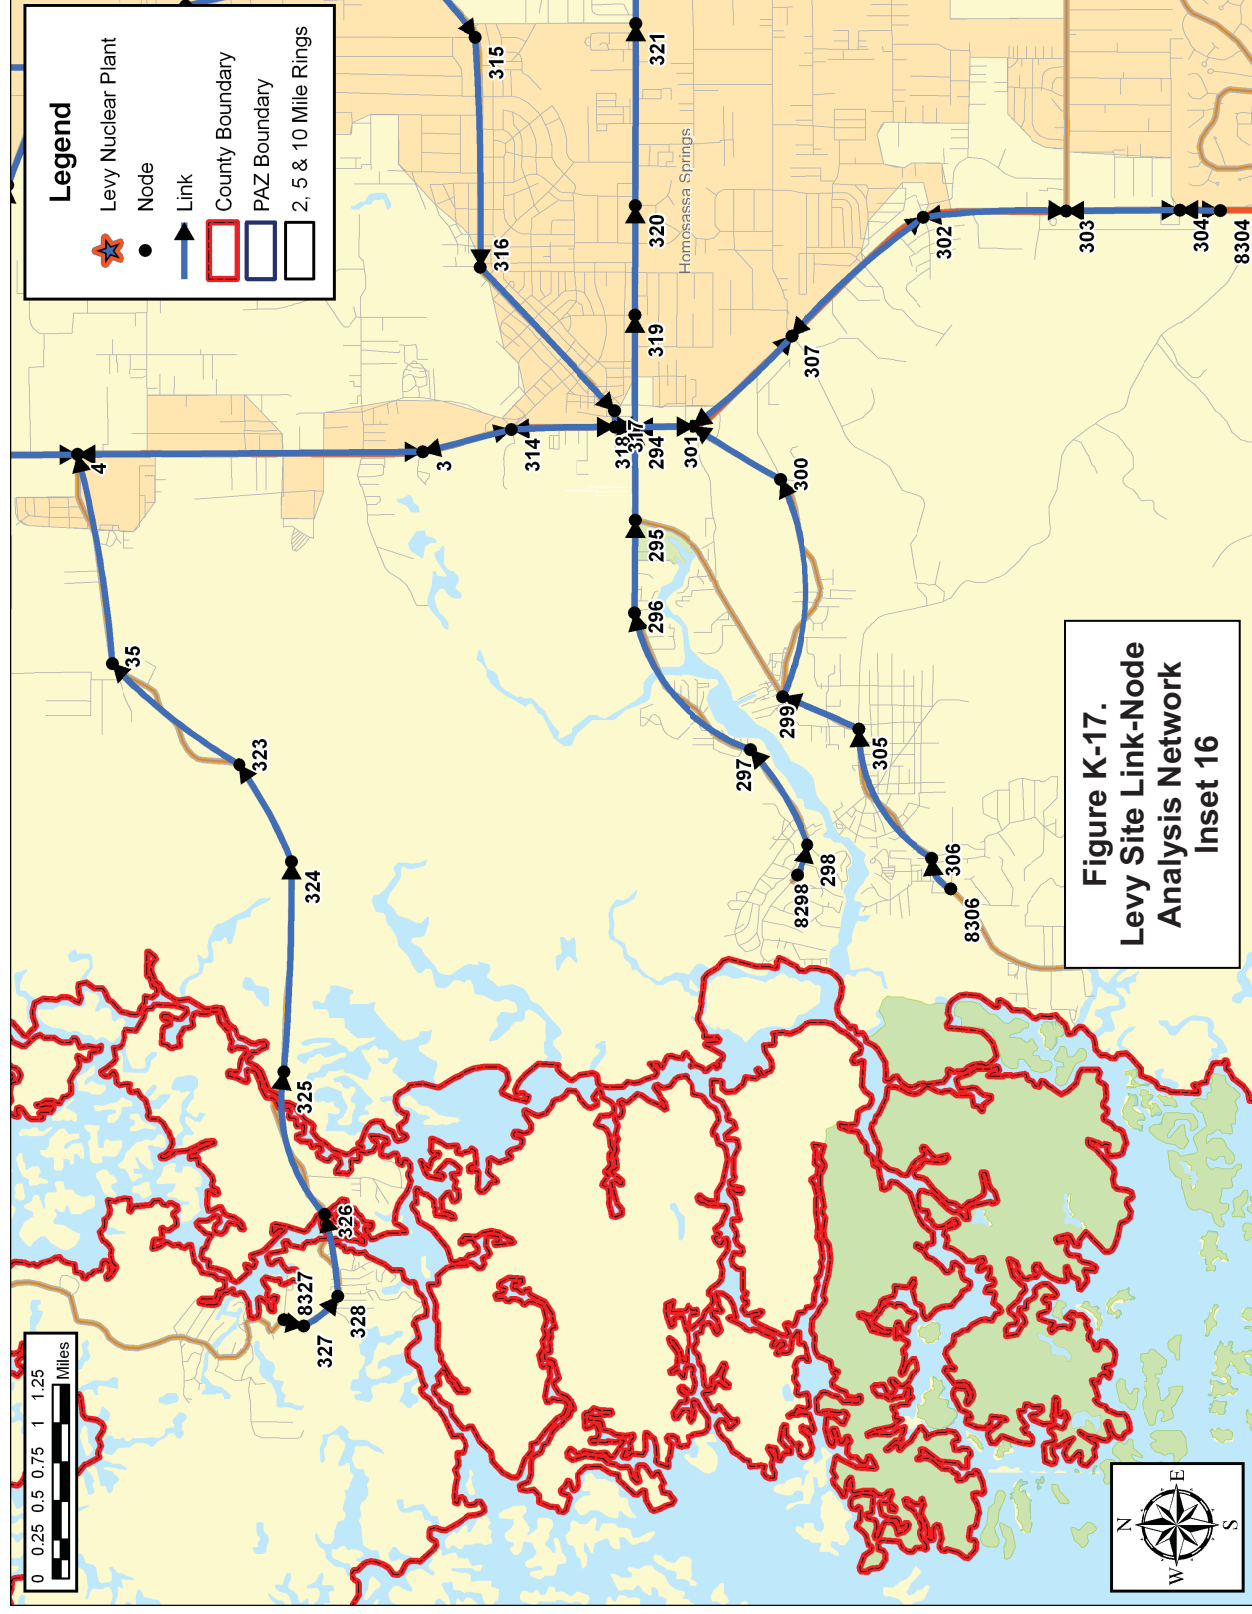 Legend
Levy Nuclear Plant
Node
Link
County Boundary
PAZ Boundary
2, 5 & 10 Mile Rings
0 0.25 0.5 0.75 1 1.25
Miles
Figure K-17.
Levy Site Link-Node
Analysis Network
Inset 16
N
W
E
S
Homosassa Springs
4
35
323
324
325
326
8327
327
328
3
314
315
316
318
317
294
319
320
321
295
296
297
298
8298
301
300
299
305
306
8306
307
302
303
304
8304